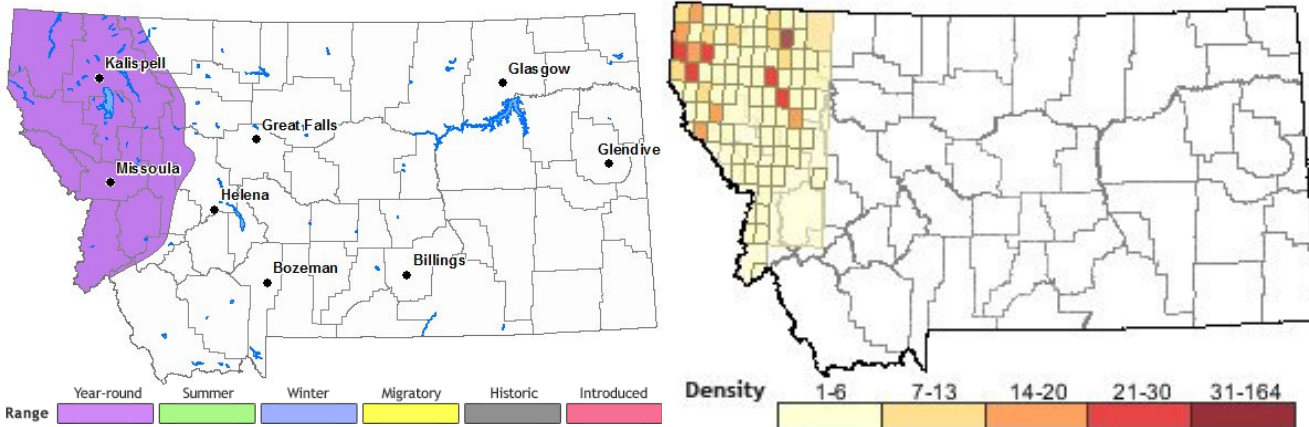 Kalispell
Glasgow
Great Falls
Glendive
Missoula
Helena
Bozeman
Billings
Range Year-round Summer Winter Migratory Historic Introduced
Density 1-6 7-13 14-20 21-30 31-164